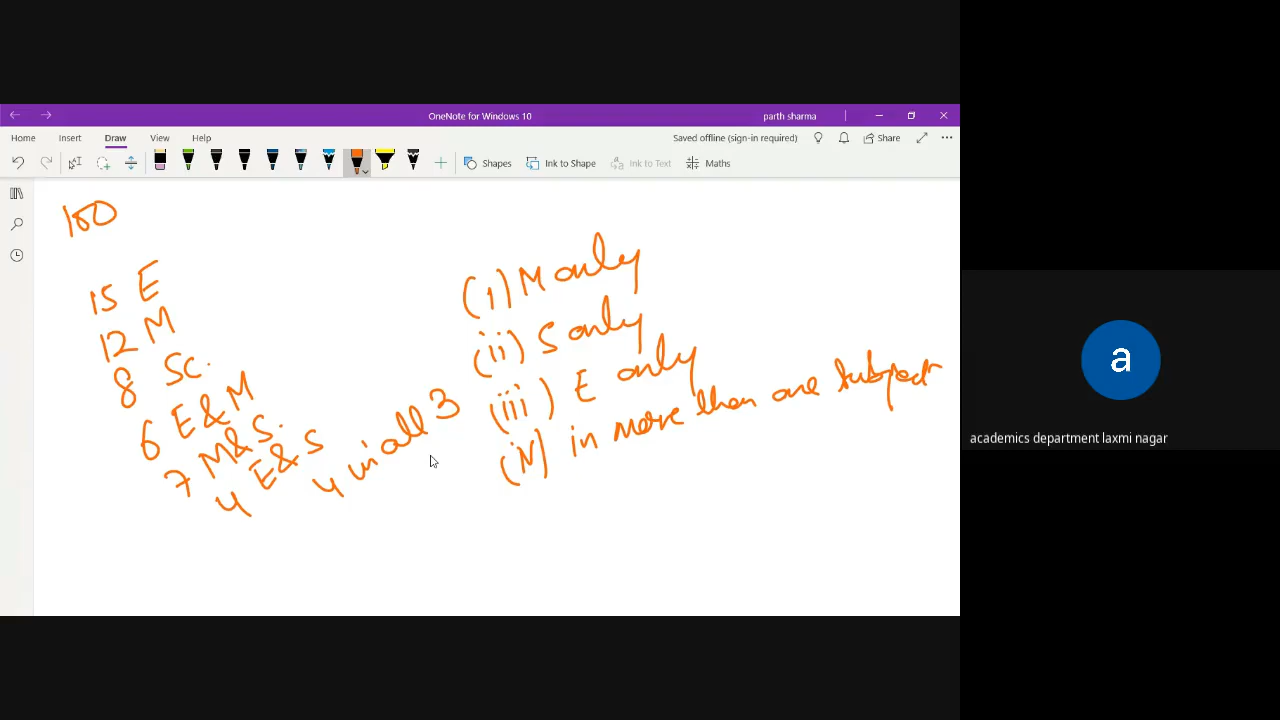 OneNote for Windows 10
parth sharma
Home Insert Draw View Help
Saved offline (sign-in required)
Share
Shapes
Ink to Shape
Ink to Text
Maths
100
15 E
12 M
8 Sc.
6 E & M
7 M & S.
4 E & S
4 in all 3
(i) M only
(ii) S only
(iii) E only
(iv) in more than one subject
a
academics department laxmi nagar